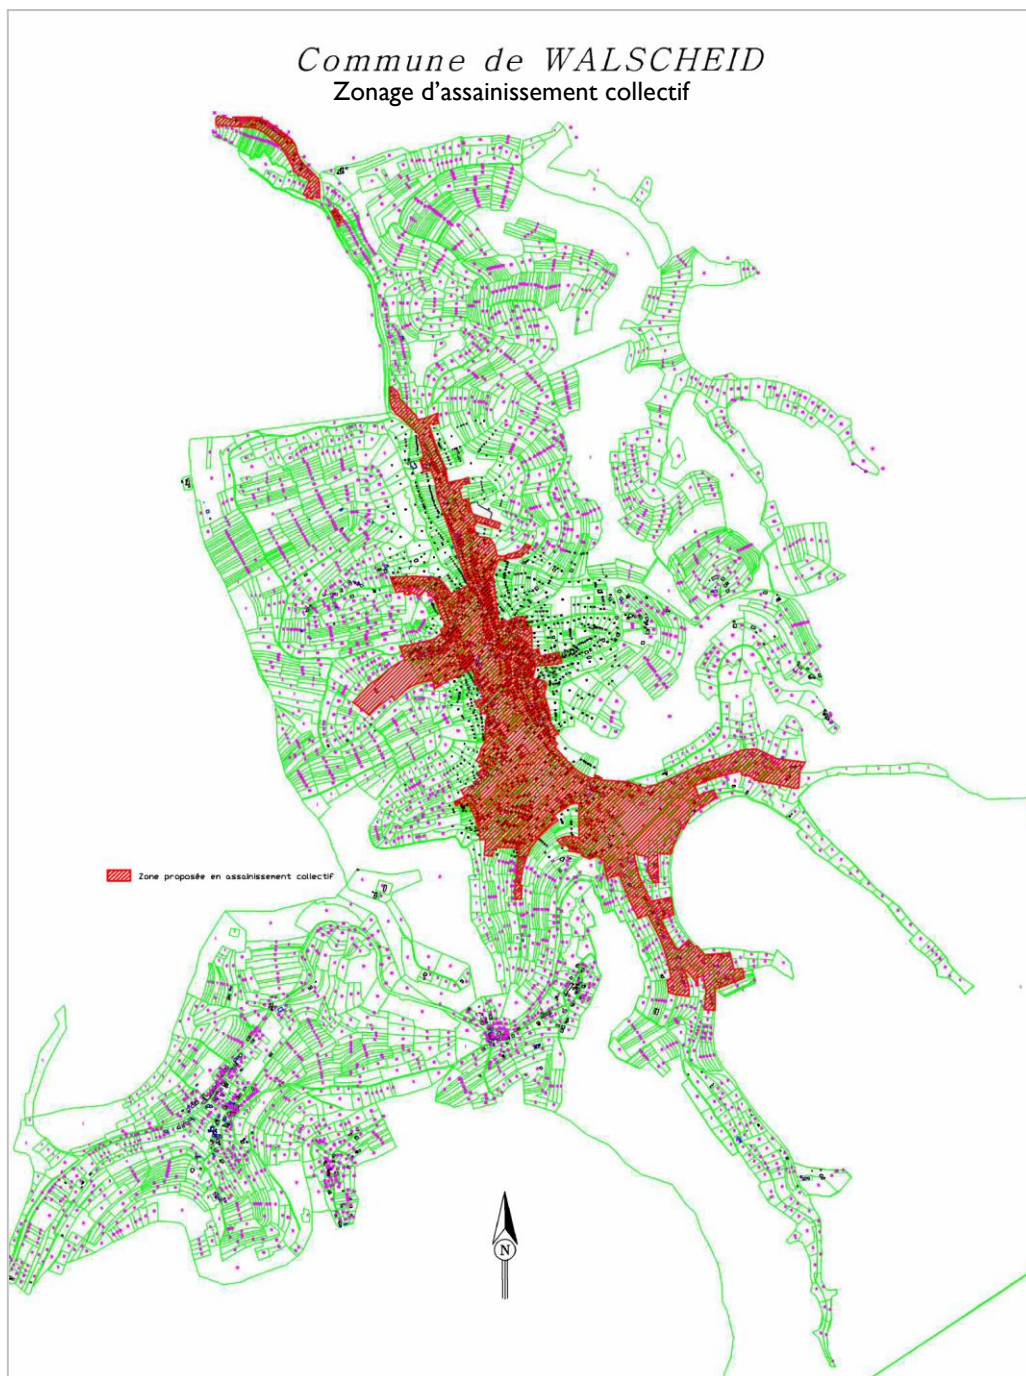 Commune de WALSCHEID
Zonage d'assainissement collectif
Zone proposée en assainissement collectif
N